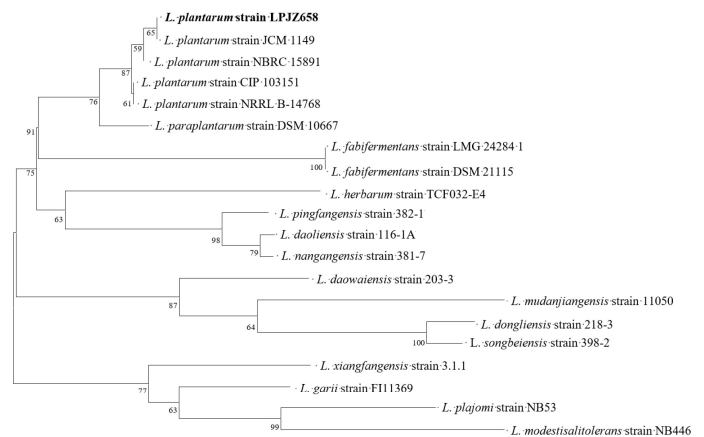 L. plantarum strain LPJZ658
65
L. plantarum strain JCM 1149
59
L. plantarum strain NBRC 15891
87
L. plantarum strain CIP 103151
61
L. plantarum strain NRRL B-14768
76
L. paraplantarum strain DSM 10667
91
L. fabifermentans strain LMG 24284 1
100
L. fabifermentans strain DSM 21115
75
L. herbarum strain TCF032-E4
63
L. pingfangensis strain 382-1
98
L. daoliensis strain 116-1A
79
L. nangangensis strain 381-7
L. daowaiensis strain 203-3
87
L. mudanjiangensis strain 11050
64
L. dongliensis strain 218-3
100
L. songbeiensis strain 398-2
L. xiangfangensis strain 3.1.1
77
L. garii strain FI11369
63
L. plajomi strain NB53
99
L. modestisalitolerans strain NB446